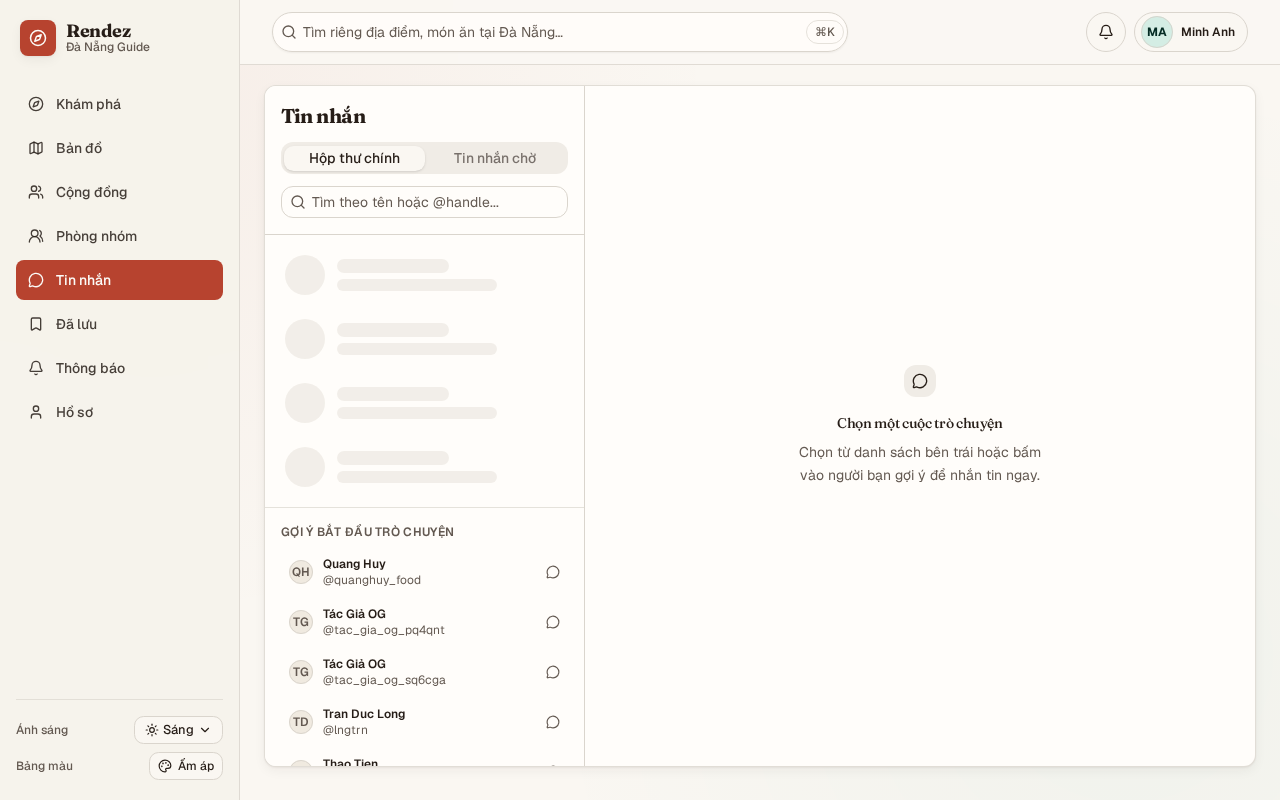 Rendez
Đà Nẵng Guide
Tìm riêng địa điểm, món ăn tại Đà Nẵng...
⌘K
MA
Minh Anh
Khám phá
Bản đồ
Cộng đồng
Phòng nhóm
Tin nhắn
Đã lưu
Thông báo
Hồ sơ
Ánh sáng
Sáng
Bảng màu
Ấm áp
Tin nhắn
Hộp thư chính
Tin nhắn chờ
Tìm theo tên hoặc @handle...
GỢI Ý BẮT ĐẦU TRÒ CHUYỆN
QH
Quang Huy
@quanghuy_food
TG
Tác Giả OG
@tac_gia_og_pq4qnt
TG
Tác Giả OG
@tac_gia_og_sq6cga
TD
Tran Duc Long
@lngtrn
Thao Tien
Chọn một cuộc trò chuyện
Chọn từ danh sách bên trái hoặc bấm
vào người bạn gợi ý để nhắn tin ngay.